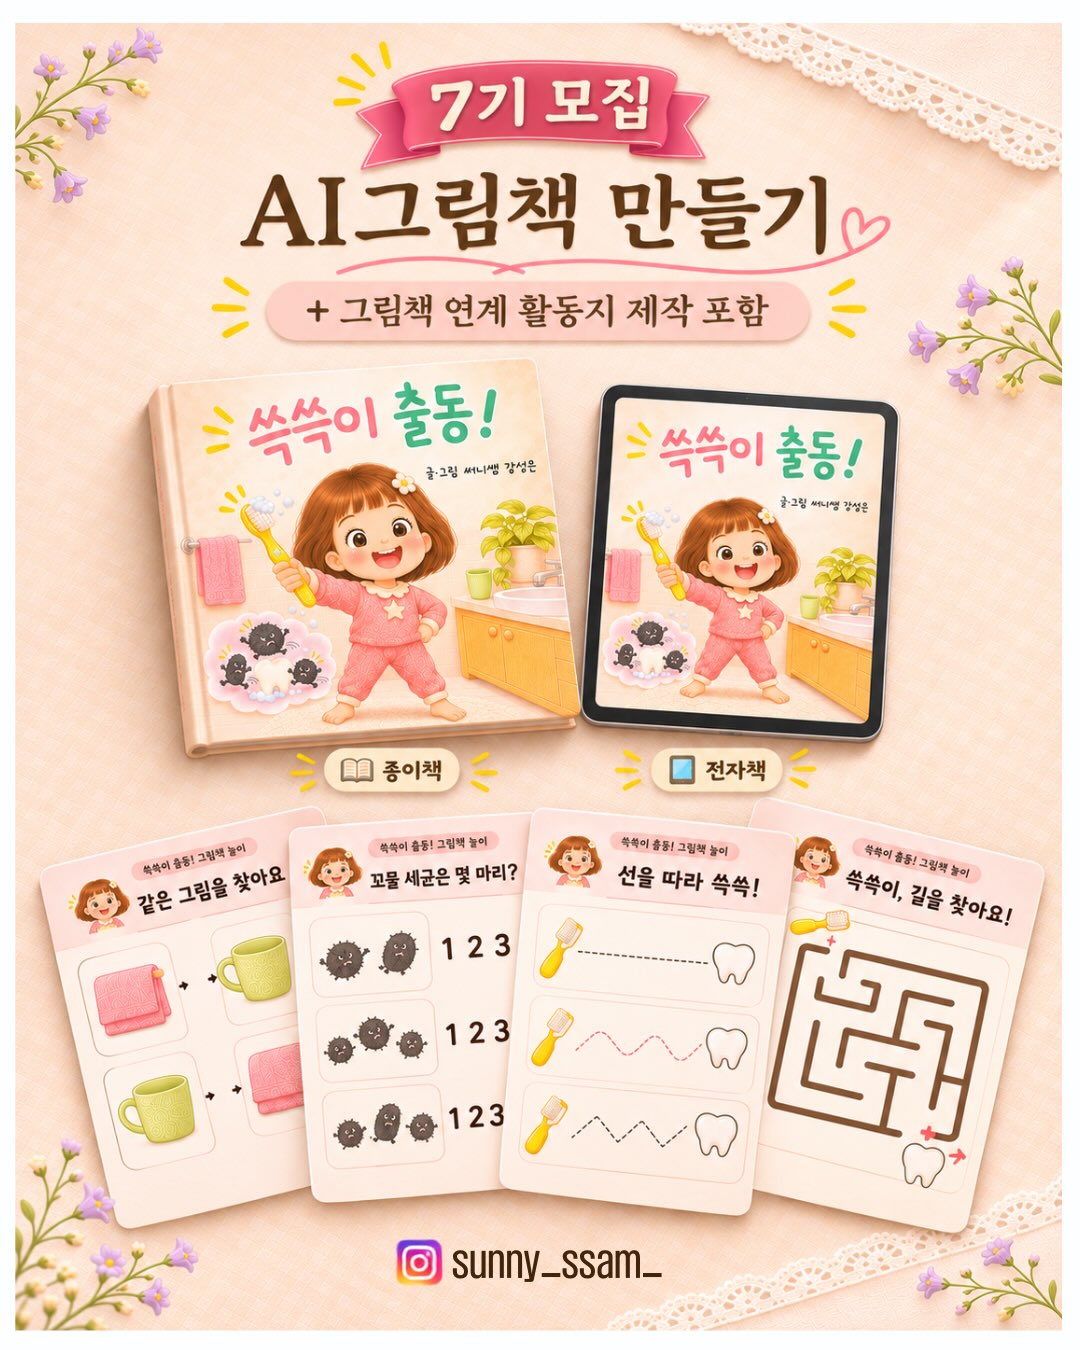 7기 모집
AI그림책 만들기
+ 그림책 연계 활동지 제작 포함
쓱쓱이 출동!
글·그림 써니쌤 강성은
쓱쓱이 출동!
글·그림 써니쌤 강성은
종이책
전자책
쓱쓱이 출동! 그림책 놀이
같은 그림을 찾아요
쓱쓱이 출동! 그림책 놀이
꼬물 세균은 몇 마리?
1 2 3
1 2 3
1 2 3
쓱쓱이 출동! 그림책 놀이
선을 따라 쓱쓱!
쓱쓱이 출동! 그림책 놀이
쓱쓱이, 길을 찾아요!
sunny_ssam_